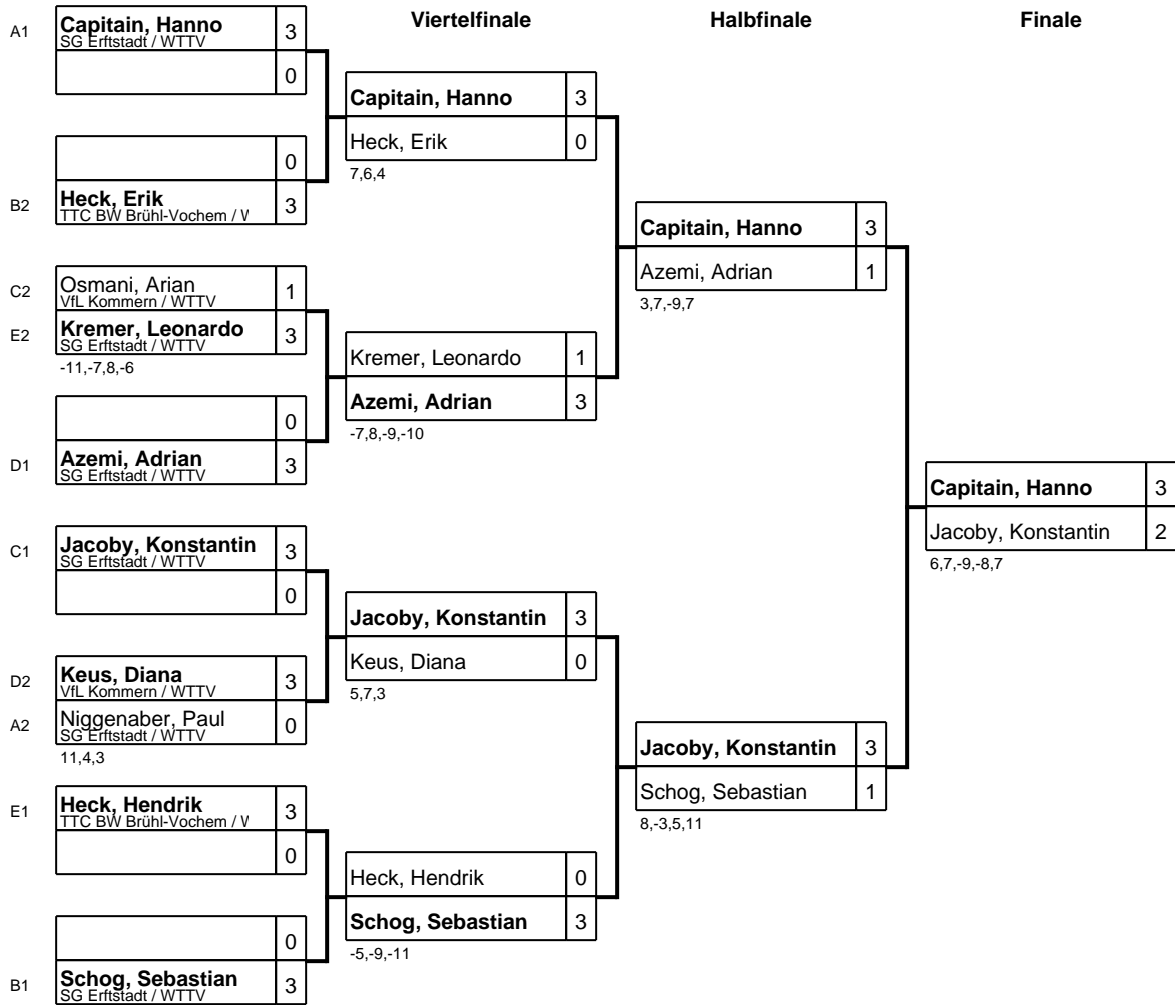 Viertelfinale
Halbfinale
Finale
A1
Capitain, Hanno 3
SG Erftstadt / WTTV
0
0
B2
Heck, Erik 3
TTC BW Brühl-Vochem / W
C2
Osmani, Arian 1
VfL Kommern / WTTV
E2
Kremer, Leonardo 3
SG Erftstadt / WTTV
-11,-7,8,-6
0
D1
Azemi, Adrian 3
SG Erftstadt / WTTV
C1
Jacoby, Konstantin 3
SG Erftstadt / WTTV
0
D2
Keus, Diana 3
VfL Kommern / WTTV
A2
Niggenaber, Paul 0
SG Erftstadt / WTTV
11,4,3
E1
Heck, Hendrik 3
TTC BW Brühl-Vochem / W
0
0
B1
Schog, Sebastian 3
SG Erftstadt / WTTV
Capitain, Hanno 3
Heck, Erik 0
7,6,4
Kremer, Leonardo 1
Azemi, Adrian 3
-7,8,-9,-10
Jacoby, Konstantin 3
Keus, Diana 0
5,7,3
Heck, Hendrik 0
Schog, Sebastian 3
-5,-9,-11
Capitain, Hanno 3
Azemi, Adrian 1
3,7,-9,7
Jacoby, Konstantin 3
Schog, Sebastian 1
8,-3,5,11
Capitain, Hanno 3
Jacoby, Konstantin 2
6,7,-9,-8,7